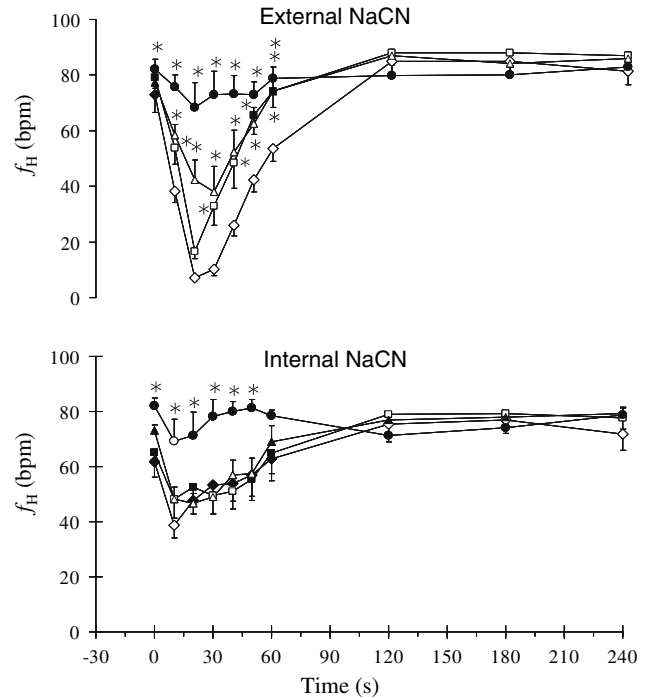 External NaCN
100
80
60
40
20
0
fH (bpm)
* * * * * * * *
* * * * * * * * * * *
Internal NaCN
100
80
60
40
20
0
fH (bpm)
* * * * * *
-30 0 30 60 90 120 150 180 210 240
Time (s)